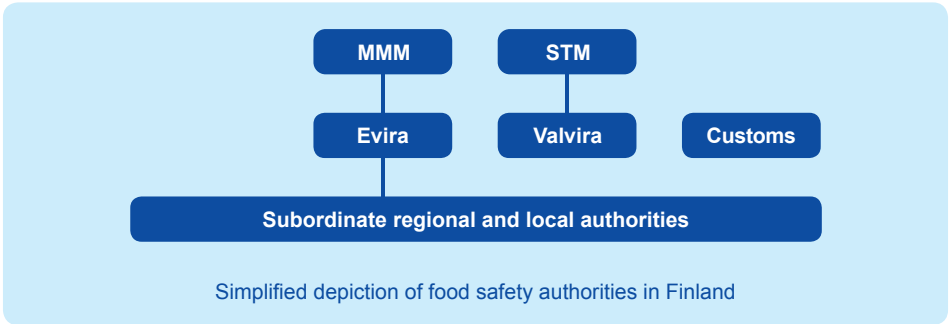 MMM
STM
Evira
Valvira
Customs
Subordinate regional and local authorities
Simplified depiction of food safety authorities in Finland